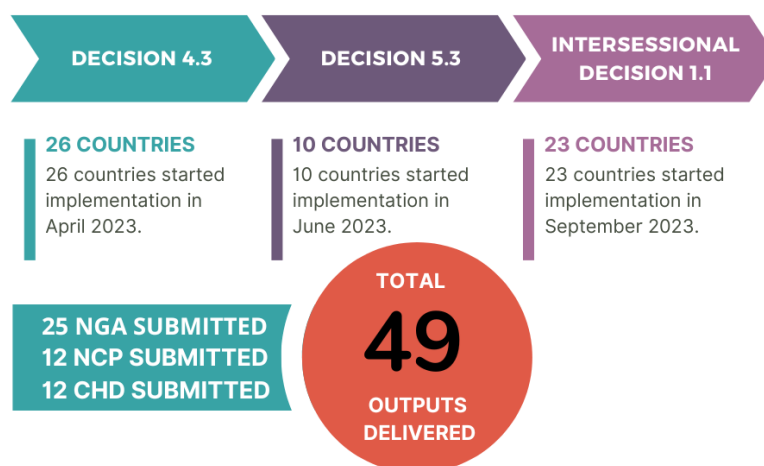 DECISION 4.3
DECISION 5.3
INTERSESSIONAL
DECISION 1.1
26 COUNTRIES
26 countries started
implementation in
April 2023.
10 COUNTRIES
10 countries started
implementation in
June 2023.
23 COUNTRIES
23 countries started
implementation in
September 2023.
25 NGA SUBMITTED
12 NCP SUBMITTED
12 CHD SUBMITTED
TOTAL
49
OUTPUTS
DELIVERED